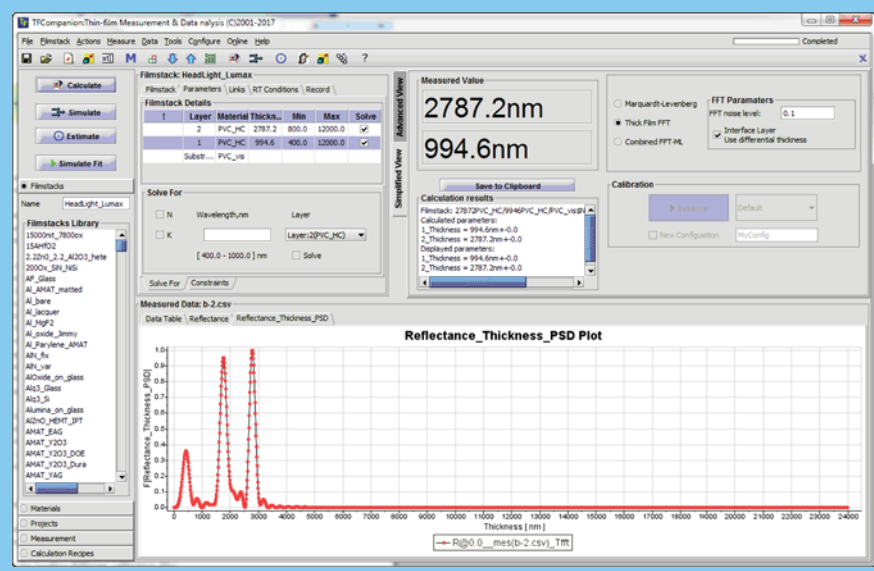 TFCompanion:Thin-film Measurement & Data nalysis (C)2001-2017
File Filmstack Actions Measure Data Tools Configure Online Help
Completed
M ?
Calculate
Simulate
Estimate
Simulate Fit
Filmstacks
Name HeadLight_Lumax
Filmstacks Library
15000nit_7800ox
1SAHfO2
2.2ZnO_2.2_Al2O3_hete
200Ox_SiN_NiSi
AF_Glass
Al_AMAT_matted
Al_bare
Al_lacquer
Al_MgF2
Al_oxide_3mmy
Al_Parylene_AMAT
AlN_fix
AlN_var
AlOxide_on_glass
Alq3_Glass
Alq3_Si
Alumina_on_glass
AlZnO_HEMT_IPT
AMAT_EAG
AMAT_Y2O3
AMAT_Y2O3_DOE
AMAT_Y2O3_Dura
AMAT_YAG
Materials
Projects
Measurement
Calculation Recipes
Filmstack: HeadLight_Lumax
Filmstack Parameters Links RT Conditions Record
Filmstack Details
! Layer Material Thickn... Min Max Solve
2 PVC_HC 2787.2 800.0 12000.0
1 PVC_HC 994.6 400.0 12000.0
Substr... PVC_vis
Solve For
N Wavelength,nm Layer
K Layer:2(PVC_HC)
[ 400.0 - 1000.0 ] nm Solve
Solve For Constraints
Advanced View
Simplified View
Measured Value
2787.2nm
994.6nm
Save to Clipboard
Calculation results
Filmstack: 27872PVC_HC/9946PVC_HC/PVC_vis
Calculated parameters:
1_Thickness = 994.6nm+-0.0
2_Thickness = 2787.2nm+-0.0
Displayed parameters:
1_Thickness = 994.6nm+-0.0
2_Thickness = 2787.2nm+-0.0
Marquardt-Levenberg
Thick Film FFT
Combined FFT-ML
FFT Paramaters
FFT noise level: 0.1
Interface Layer
Use differential thickness
Calibration
Default
New Configuration MyConfig
Measured Data: b-2.csv
Data Table Reflectance Reflectance_Thickness_PSD
Reflectance_Thickness_PSD Plot
F[Reflectance_Thickness_PSD]
1.0
0.9
0.8
0.7
0.6
0.5
0.4
0.3
0.2
0.1
0.0
0 1000 2000 3000 4000 5000 6000 7000 8000 9000 10000 11000 12000 13000 14000 15000 16000 17000 18000 19000 20000 21000 22000 23000 24000
Thickness [ nm ]
R@0.0__mes(b-2.csv)_Tfft